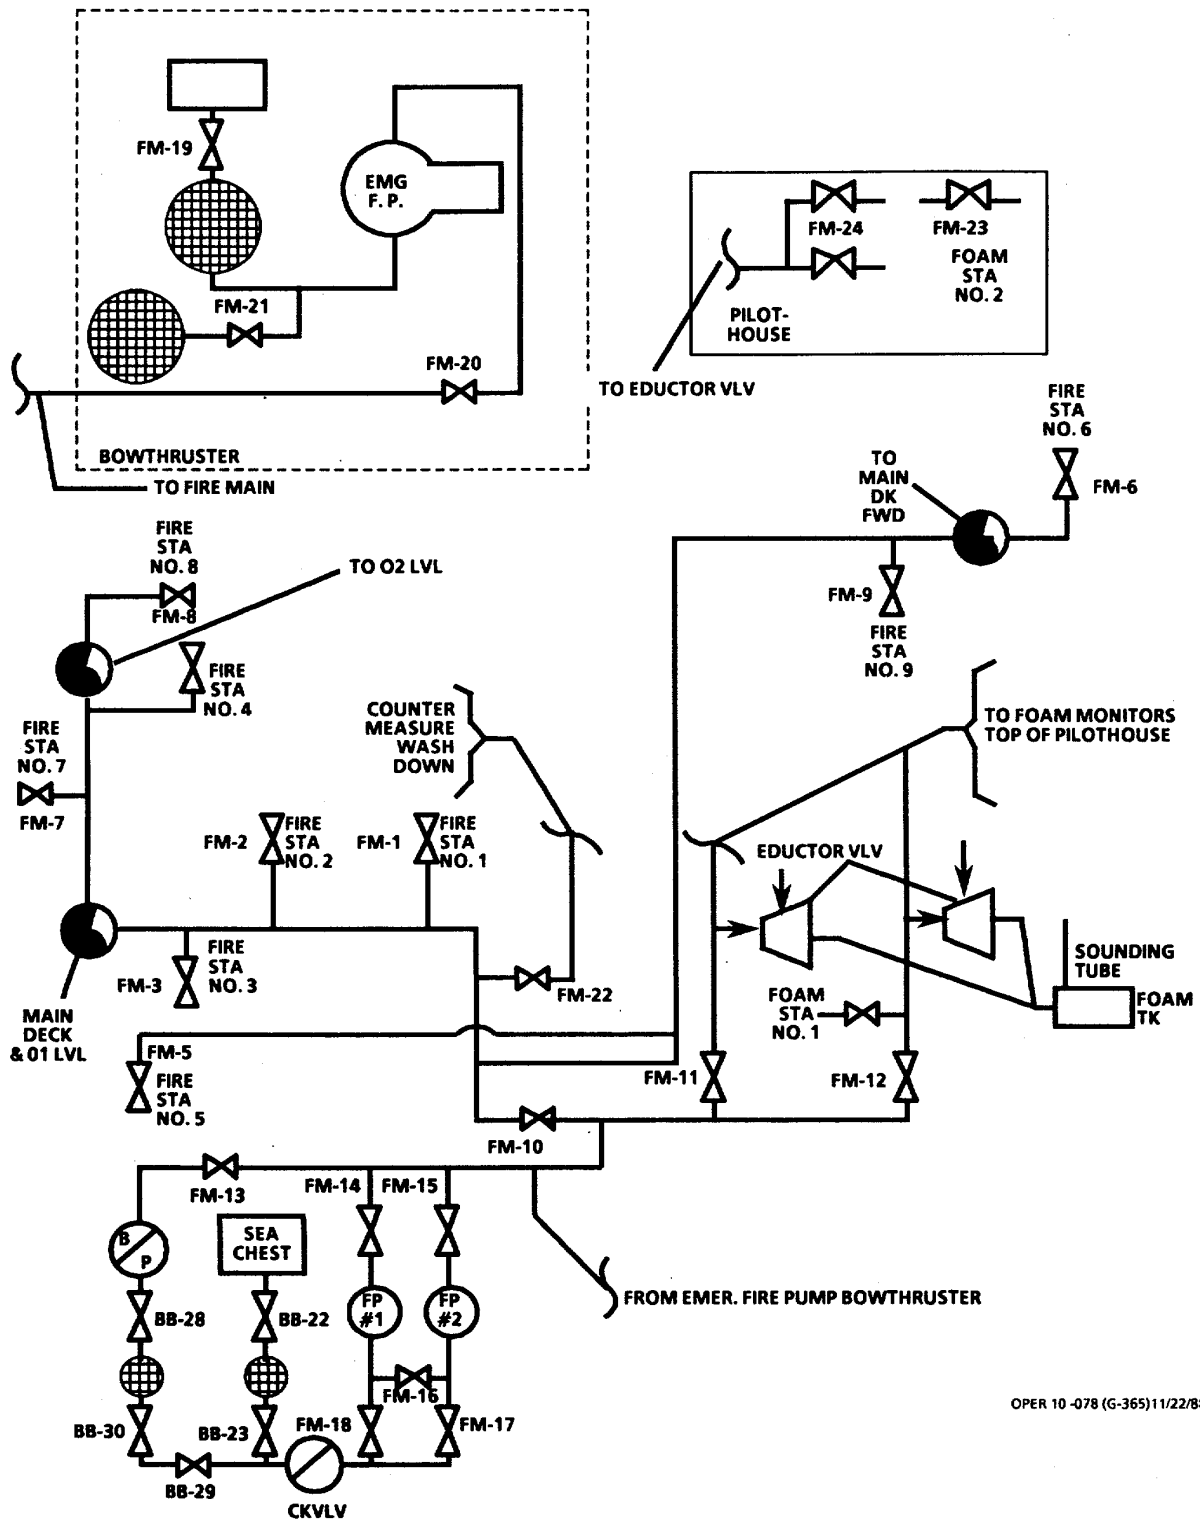 FM-19
EMG
F. P.
FM-21
FM-20
BOWTHRUSTER
TO FIRE MAIN
FM-24
FM-23
FOAM
STA
NO. 2
PILOT-
HOUSE
TO EDUCTOR VLV
FIRE
STA
NO. 6
FM-6
TO
MAIN
DK
FWD
FM-9
FIRE
STA
NO. 9
FIRE
STA
NO. 8
FM-8
TO O2 LVL
FIRE
STA
NO. 4
FIRE
STA
NO. 7
FM-7
COUNTER
MEASURE
WASH
DOWN
TO FOAM MONITORS
TOP OF PILOTHOUSE
FM-2
FIRE
STA
NO. 2
FM-1
FIRE
STA
NO. 1
EDUCTOR VLV
FM-3
FIRE
STA
NO. 3
FM-22
MAIN
DECK
& 01 LVL
FOAM
STA
NO. 1
SOUNDING
TUBE
FOAM
TK
FM-5
FIRE
STA
NO. 5
FM-11
FM-12
FM-10
FM-13
FM-14
FM-15
B
P
SEA
CHEST
BB-28
BB-22
FP
#1
FP
#2
FROM EMER. FIRE PUMP BOWTHRUSTER
FM-16
BB-30
BB-23
FM-18
FM-17
BB-29
CKVLV
OPER 10 -078 (G-365) 11/22/8